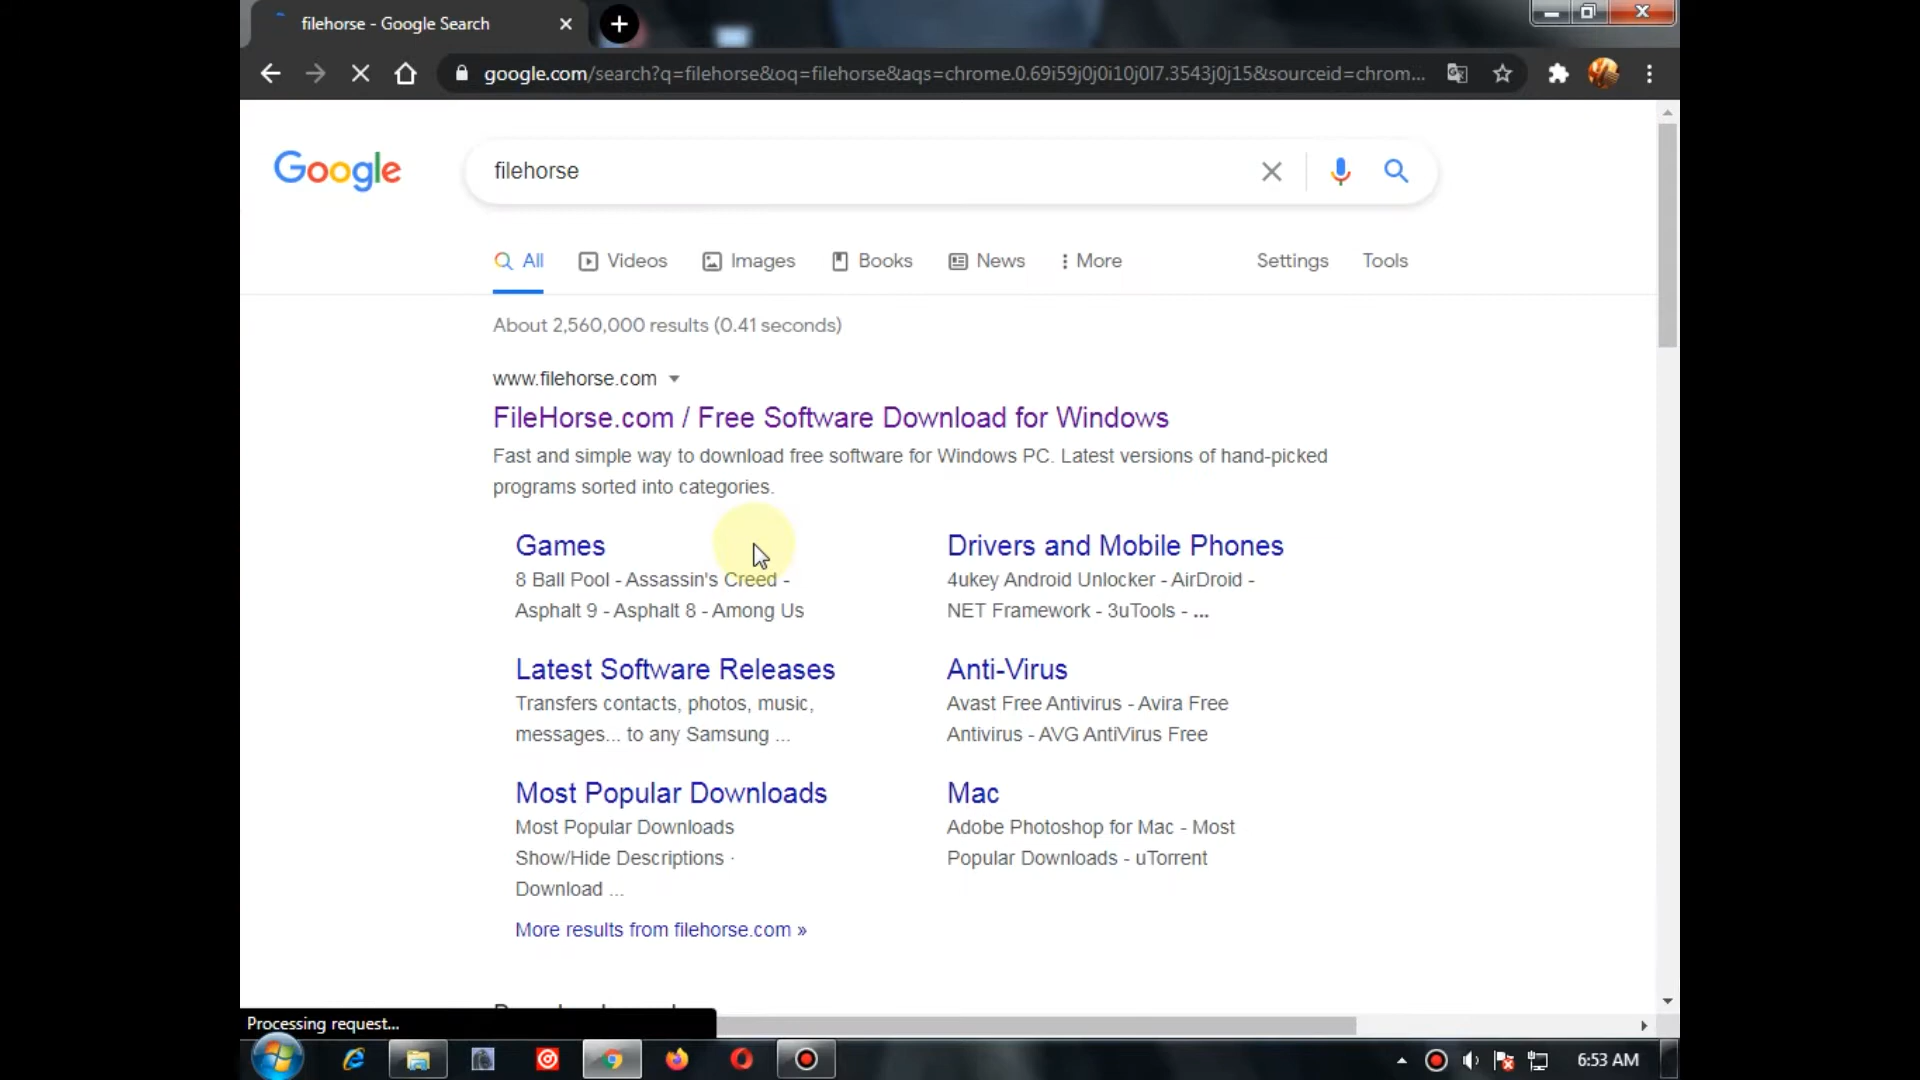 filehorse - Google Search
google.com/search?q=filehorse&oq=filehorse&aqs=chrome.0.69i59j0j0i10j0l7.3543j0j15&sourceid=chrom...
Google
filehorse
All Videos Images Books News More Settings Tools
About 2,560,000 results (0.41 seconds)
www.filehorse.com
FileHorse.com / Free Software Download for Windows
Fast and simple way to download free software for Windows PC. Latest versions of hand-picked
programs sorted into categories.
Games
8 Ball Pool - Assassin's Creed -
Asphalt 9 - Asphalt 8 - Among Us
Drivers and Mobile Phones
4ukey Android Unlocker - AirDroid -
NET Framework - 3uTools - ...
Latest Software Releases
Transfers contacts, photos, music,
messages... to any Samsung ...
Anti-Virus
Avast Free Antivirus - Avira Free
Antivirus - AVG AntiVirus Free
Most Popular Downloads
Most Popular Downloads
Show/Hide Descriptions ·
Download ...
Mac
Adobe Photoshop for Mac - Most
Popular Downloads - uTorrent
More results from filehorse.com »
Processing request...
6:53 AM